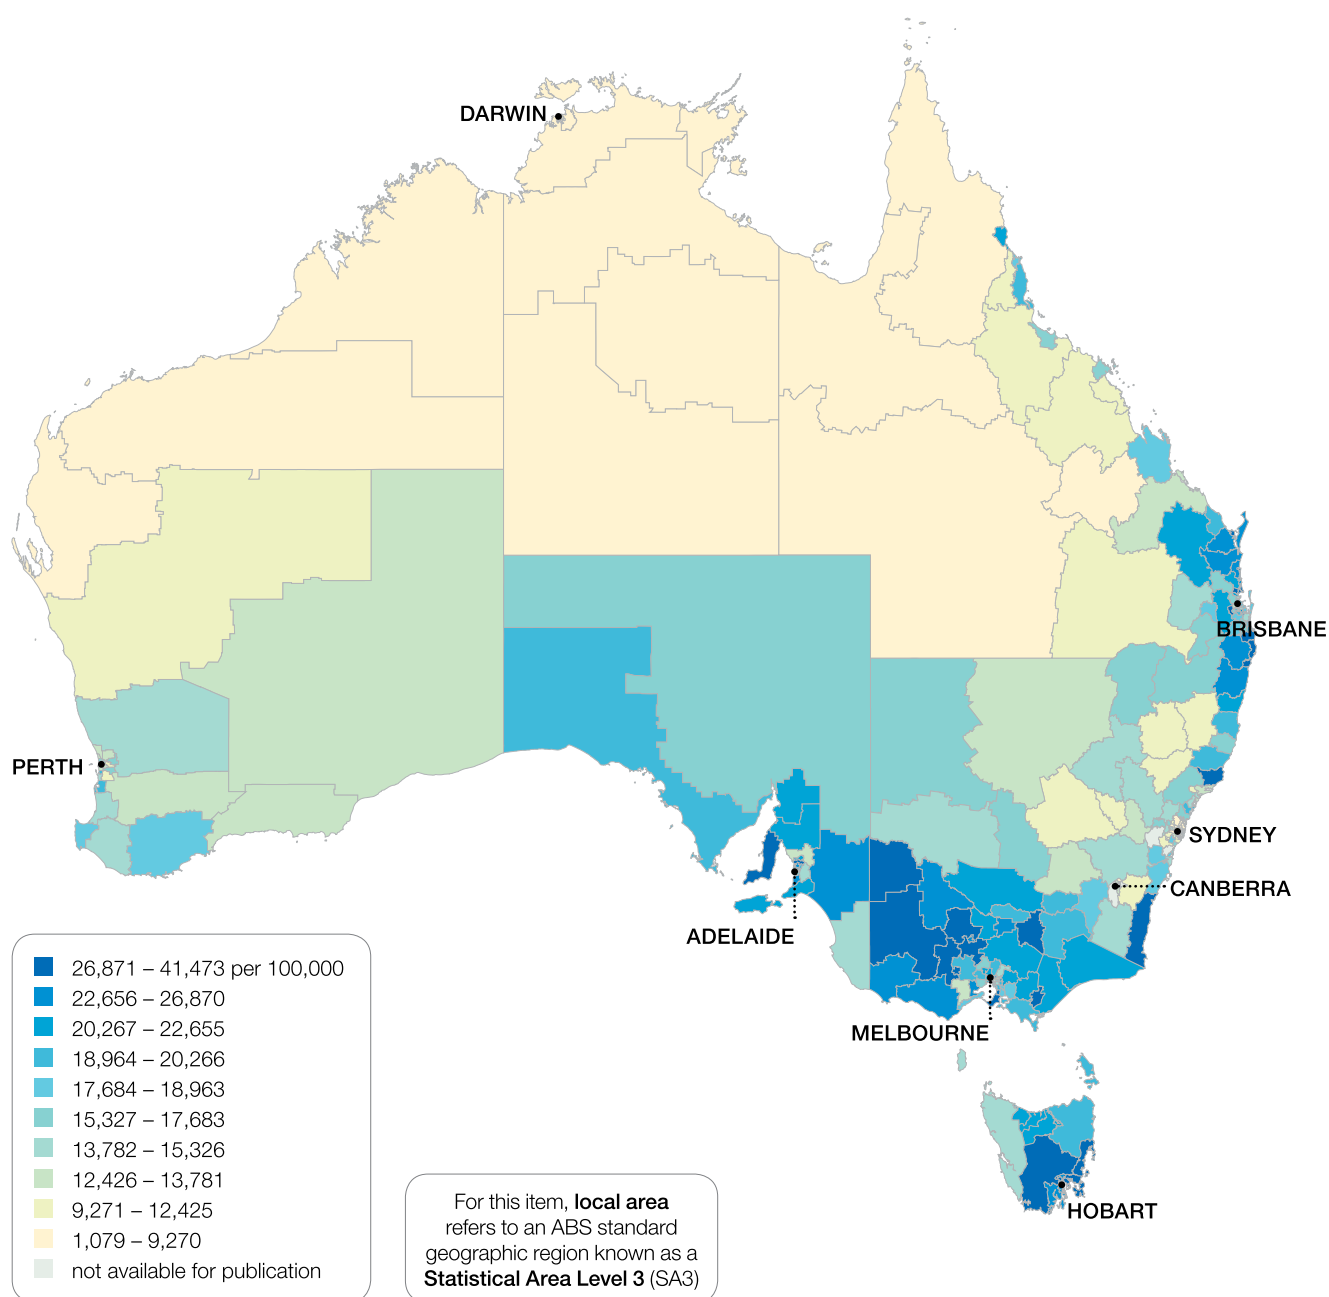 DARWIN
BRISBANE
PERTH
SYDNEY
CANBERRA
ADELAIDE
MELBOURNE
HOBART
26,871 – 41,473 per 100,000
22,656 – 26,870
20,267 – 22,655
18,964 – 20,266
17,684 – 18,963
15,327 – 17,683
13,782 – 15,326
12,426 – 13,781
9,271 – 12,425
1,079 – 9,270
not available for publication
For this item, local area
refers to an ABS standard
geographic region known as a
Statistical Area Level 3 (SA3)